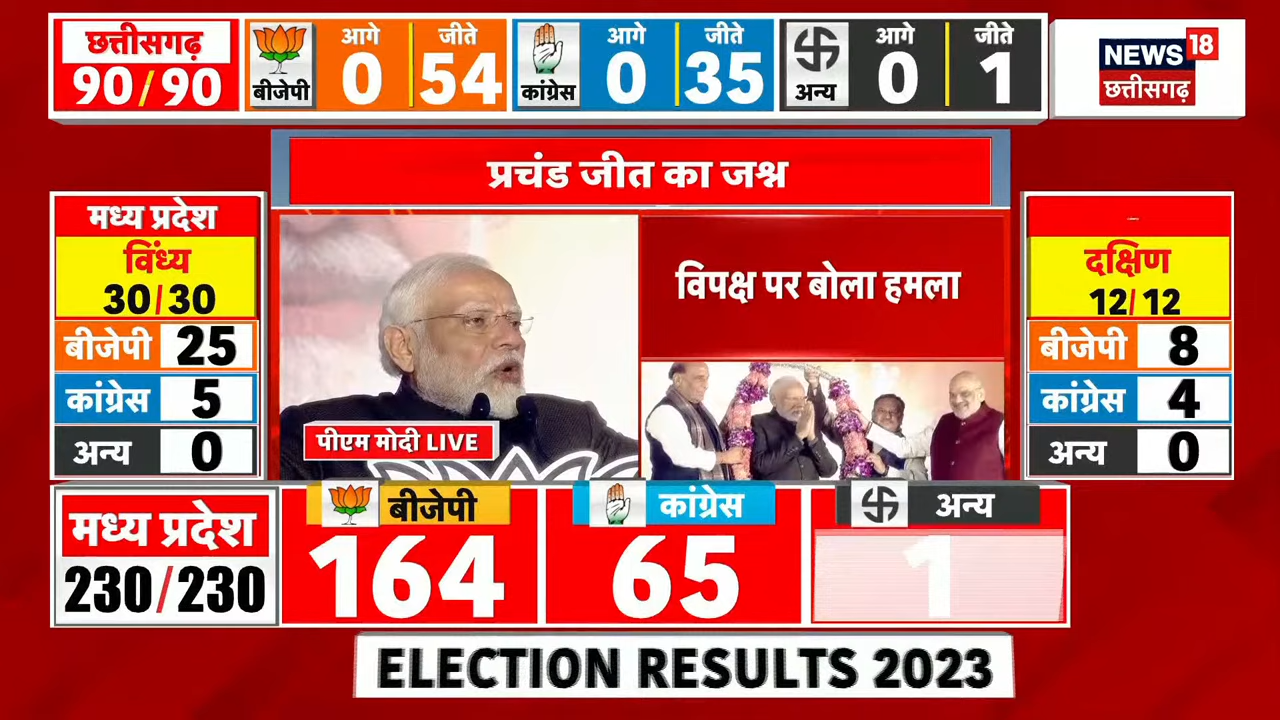 छत्तीसगढ़
90/90
बीजेपी
आगे
0
जीते
54
कांग्रेस
आगे
0
जीते
35
अन्य
आगे
0
जीते
1
NEWS 18
छत्तीसगढ़
प्रचंड जीत का जश्न
मध्य प्रदेश
विंध्य
30/30
बीजेपी 25
कांग्रेस 5
अन्य 0
विपक्ष पर बोला हमला
पीएम मोदी LIVE
दक्षिण
12/12
बीजेपी 8
कांग्रेस 4
अन्य 0
मध्य प्रदेश
230/230
बीजेपी
164
कांग्रेस
65
अन्य
1
ELECTION RESULTS 2023